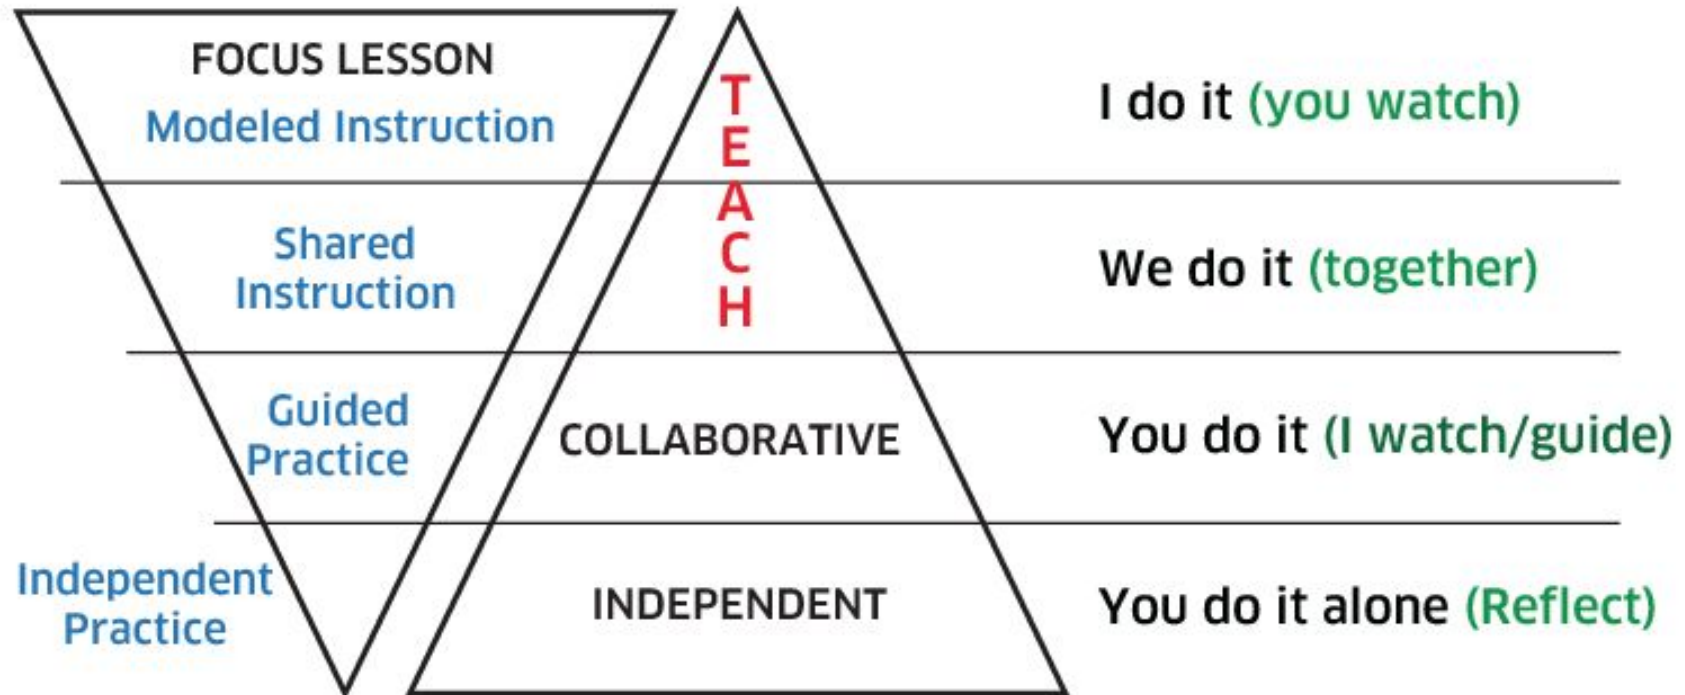 FOCUS LESSON
Modeled Instruction
TEACH
I do it (you watch)
Shared
Instruction
We do it (together)
Guided
Practice
COLLABORATIVE
You do it (I watch/guide)
Independent
Practice
INDEPENDENT
You do it alone (Reflect)